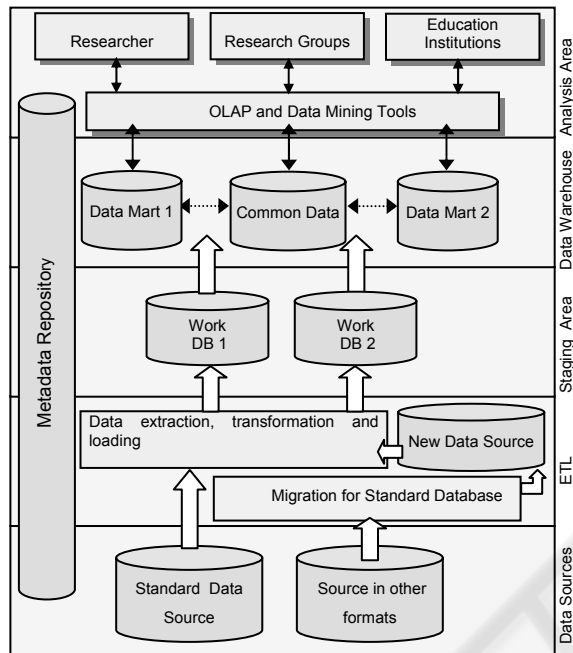 Researcher
Research Groups
Education
Institutions
Analysis Area
OLAP and Data Mining Tools
Data Mart 1
Common Data
Data Mart 2
Data Warehouse
Metadata Repository
Work
DB 1
Work
DB 2
Staging Area
Data extraction, transformation and
loading
New Data Source
ETL
Migration for Standard Database
Standard Data
Source
Source in other
formats
Data Sources